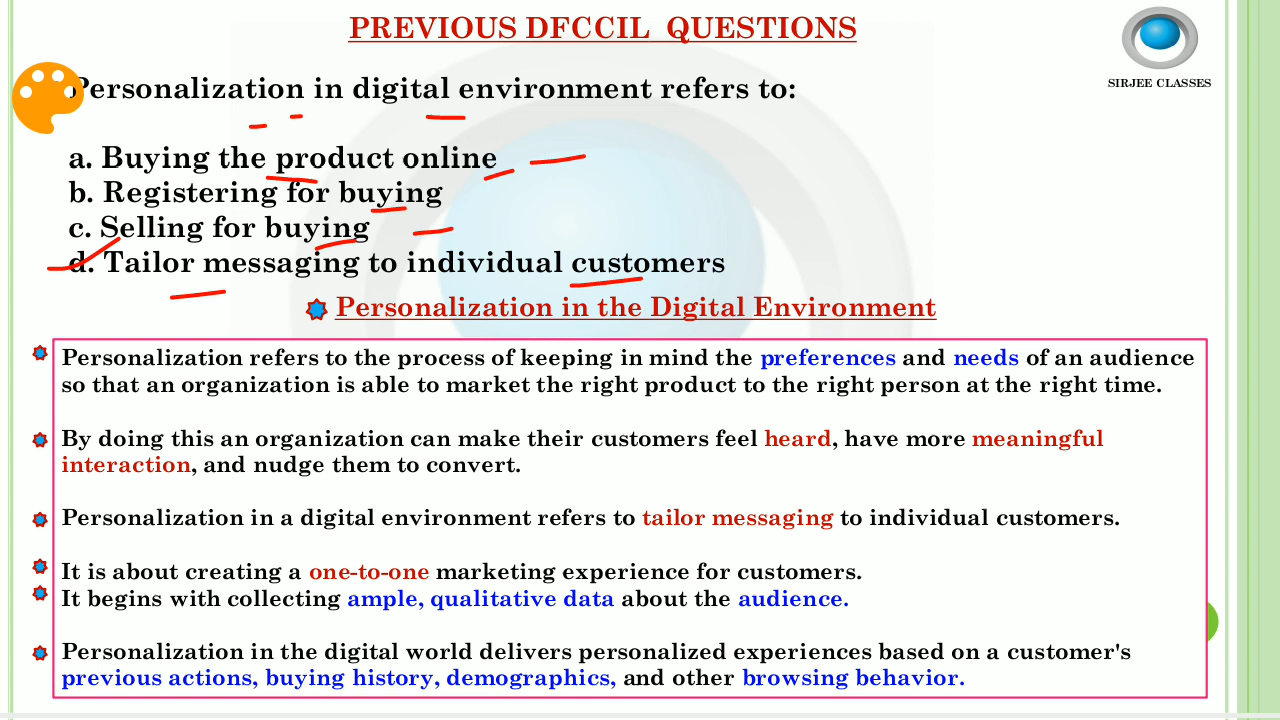 PREVIOUS DFCCIL QUESTIONS
SIRJEE CLASSES
Personalization in digital environment refers to:
a. Buying the product online
b. Registering for buying
c. Selling for buying
d. Tailor messaging to individual customers
Personalization in the Digital Environment
Personalization refers to the process of keeping in mind the preferences and needs of an audience
so that an organization is able to market the right product to the right person at the right time.
By doing this an organization can make their customers feel heard, have more meaningful
interaction, and nudge them to convert.
Personalization in a digital environment refers to tailor messaging to individual customers.
It is about creating a one-to-one marketing experience for customers.
It begins with collecting ample, qualitative data about the audience.
Personalization in the digital world delivers personalized experiences based on a customer's
previous actions, buying history, demographics, and other browsing behavior.